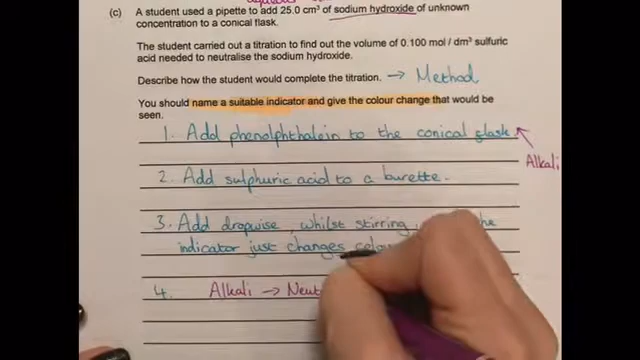 (c) A student used a pipette to add 25.0 cm³ of sodium hydroxide of unknown
concentration to a conical flask.
The student carried out a titration to find out the volume of 0.100 mol / dm³ sulfuric
acid needed to neutralise the sodium hydroxide.
Describe how the student would complete the titration. → Method
You should name a suitable indicator and give the colour change that would be
seen.
1. Add phenolphthalein to the conical flask
Alkali
2. Add sulphuric acid to a burette.
3. Add dropwise, whilst stirring
indicator just changes
4. Alkali →